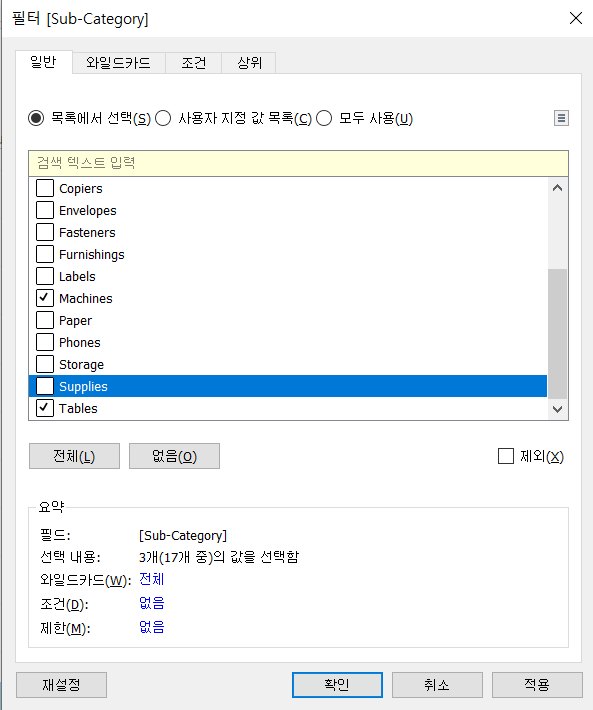 필터 [Sub-Category]
일반 와일드카드 조건 상위
목록에서 선택(S) 사용자 지정 값 목록(C) 모두 사용(U)
검색 텍스트 입력
Copiers
Envelopes
Fasteners
Furnishings
Labels
Machines
Paper
Phones
Storage
Supplies
Tables
전체(L) 없음(O) 제외(X)
요약
필드: [Sub-Category]
선택 내용: 3개(17개 중)의 값을 선택함
와일드카드(W): 전체
조건(D): 없음
제한(M): 없음
재설정 확인 취소 적용